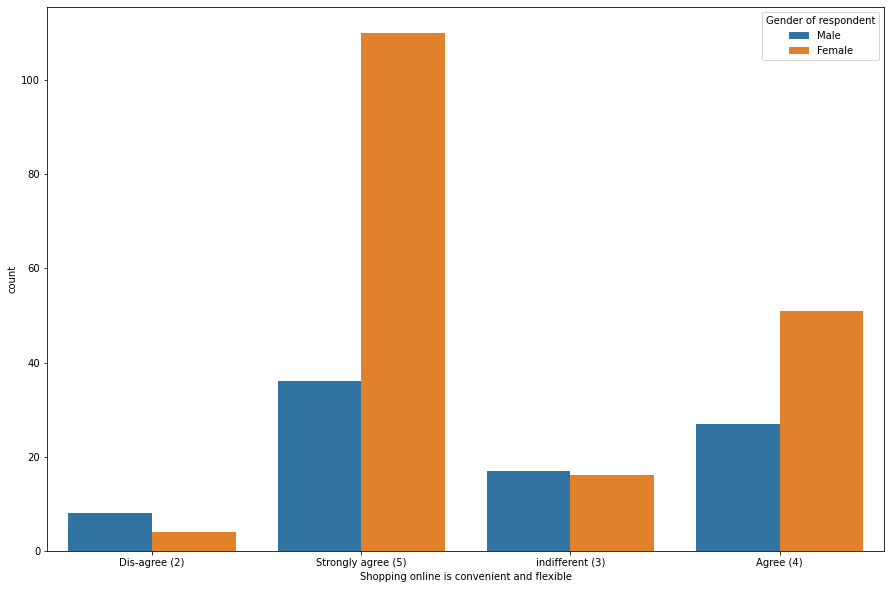 Gender of respondent
Male
Female
100
80
60
40
20
0
count
Dis-agree (2) Strongly agree (5) indifferent (3) Agree (4)
Shopping online is convenient and flexible